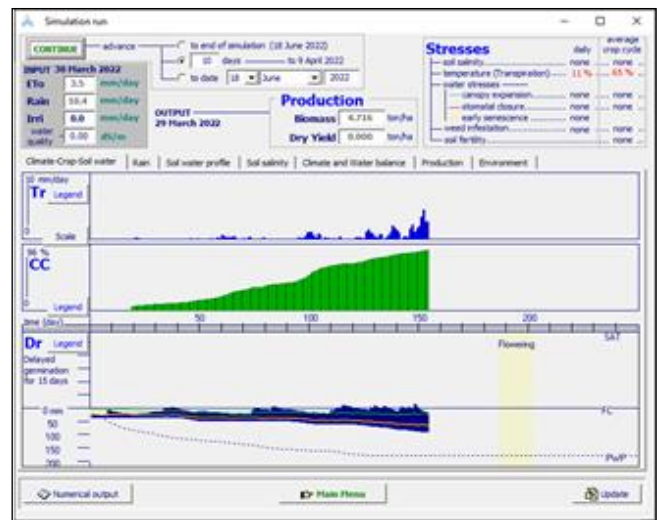 Simulation run
CONTINUE
advance
to end of simulation (18 June 2022)
10 days to 9 April 2022
to date 18 June 2022
INPUT 30 March 2022
ETo 3.5 mm/day
Rain 10.4 mm/day
Irri 0.0 mm/day
water quality 0.00 dS/m
OUTPUT
29 March 2022
Production
Biomass 6.716 ton/ha
Dry Yield 0.000 ton/ha
Stresses
average
daily crop cycle
soil salinity none none
temperature (Transpiration) 11 % 65 %
water stresses
canopy expansion none none
stomatal closure none none
early senescence none
weed infestation none none
soil fertility none
Climate-Crop-Soil water
Rain
Soil water profile
Soil salinity
Climate and Water balance
Production
Environment
10 mm/day
Tr Legend
0
Scale
96 %
CC
0
Legend
time (day)
50 100 150 200
Dr Legend
Flowering
SAT
Delayed
germination
for 15 days
0 mm
FC
50
100
150
PWP
200
Numerical output
Main Menu
Update